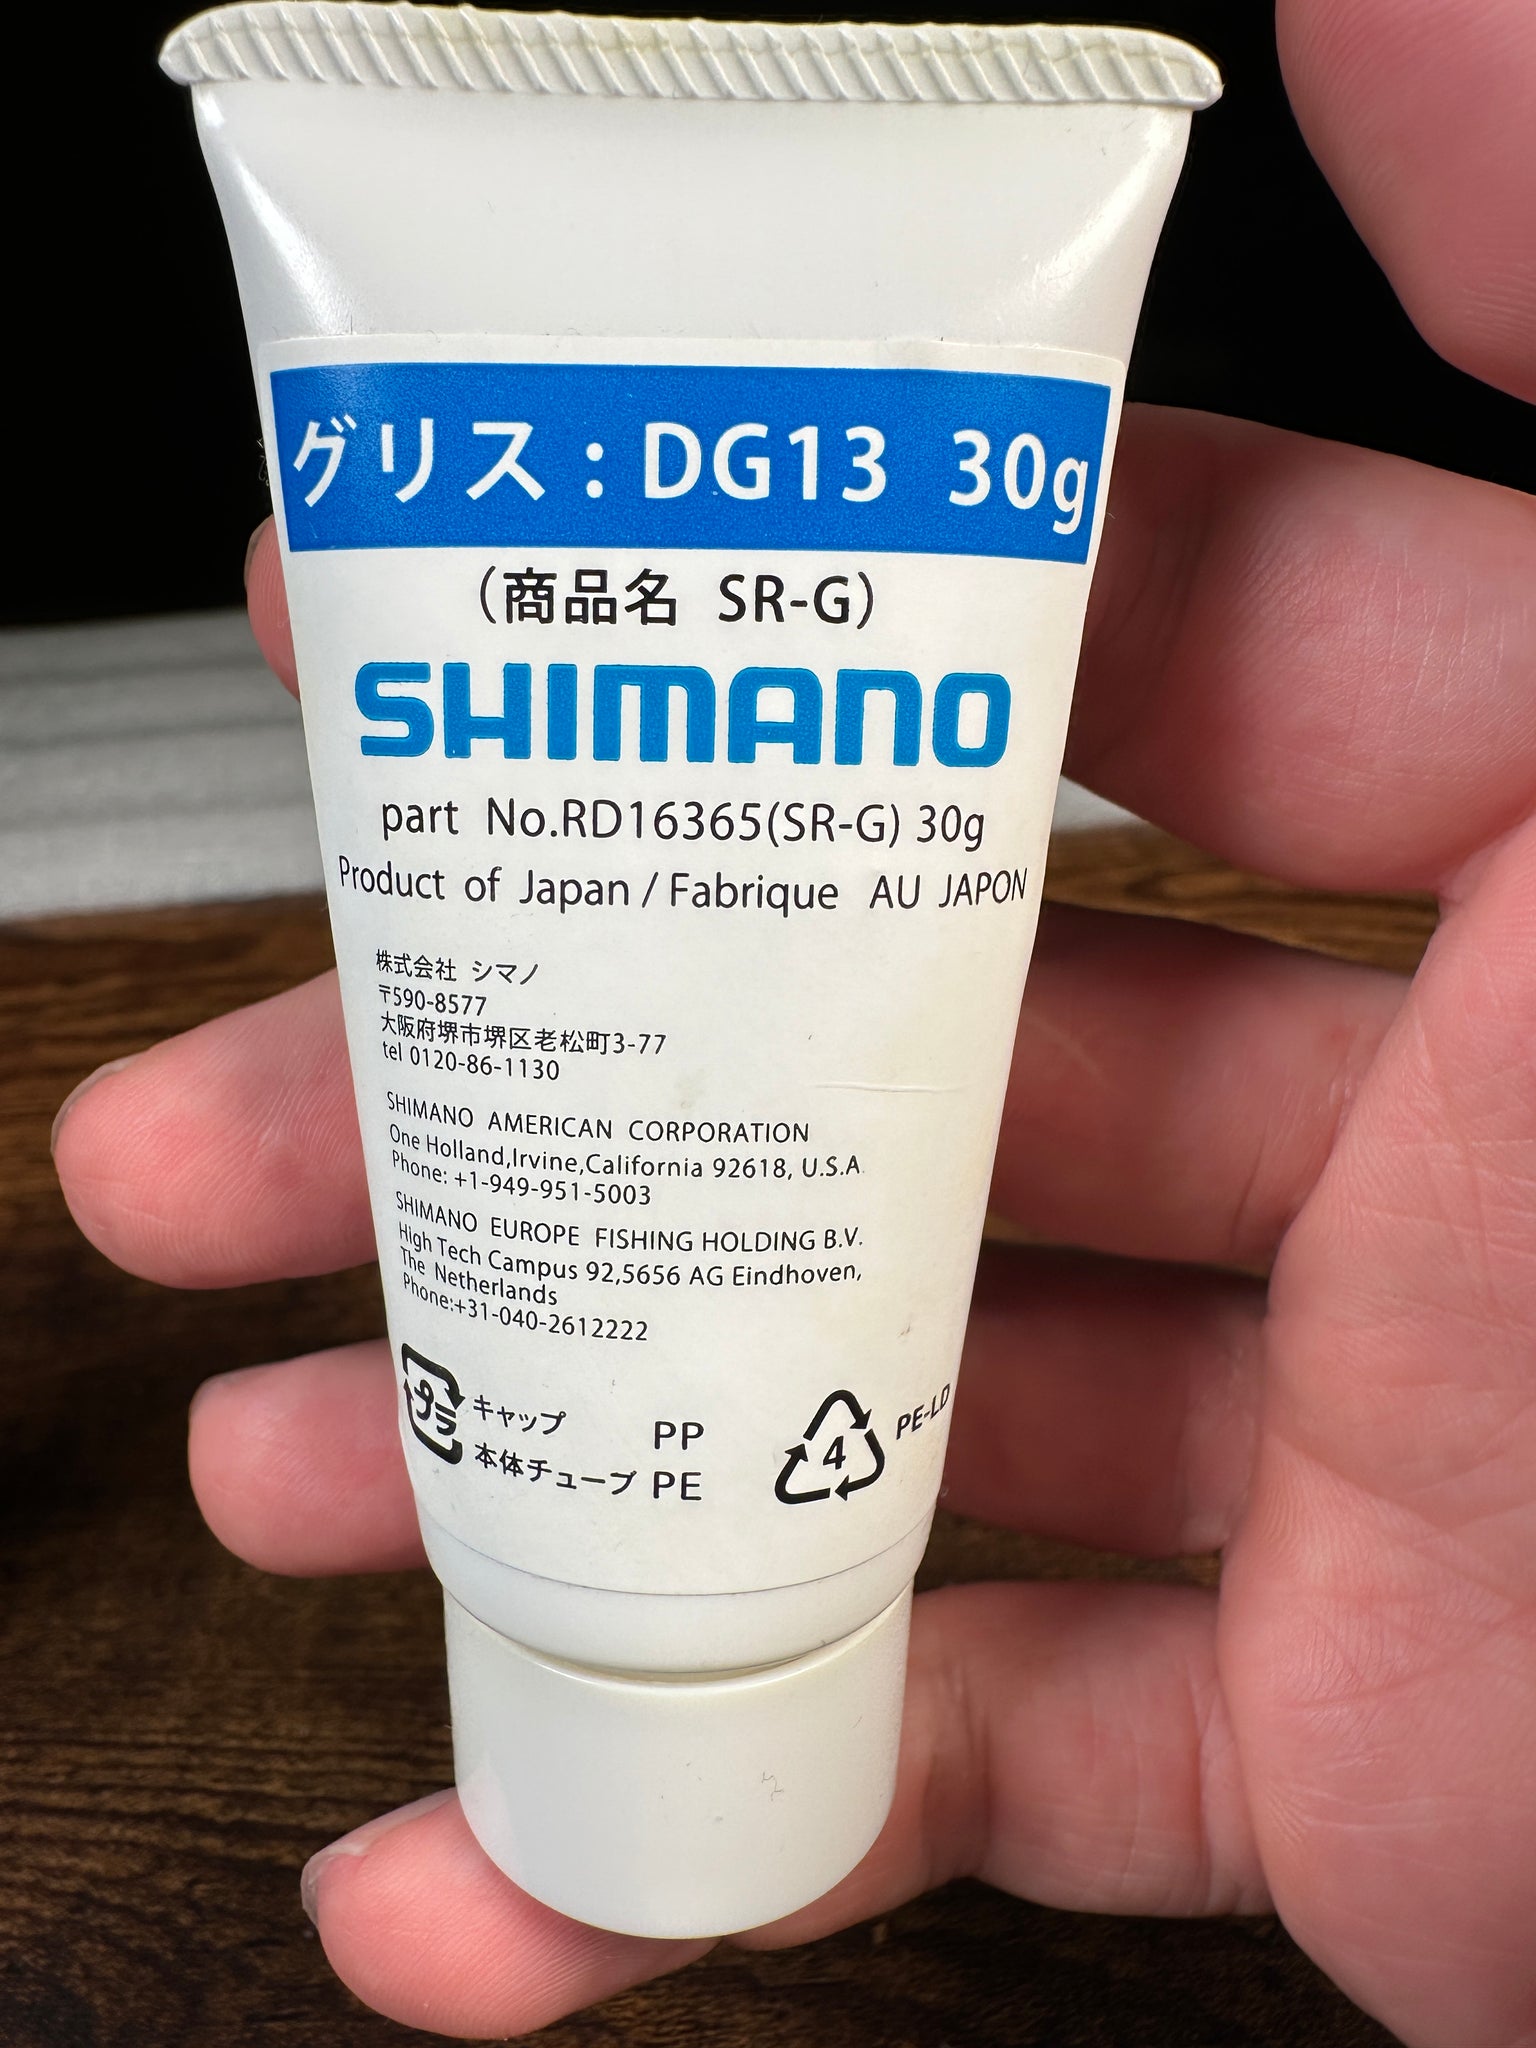 グリス：DG13 30g
（商品名 SR-G）
SHIMANO
part No.RD16365(SR-G) 30g
Product of Japan / Fabrique AU JAPON
株式会社 シマノ
〒590-8577
大阪府堺市堺区老松町3-77
tel 0120-86-1130
SHIMANO AMERICAN CORPORATION
One Holland,Irvine,California 92618, U.S.A.
Phone: +1-949-951-5003
SHIMANO EUROPE FISHING HOLDING B.V.
High Tech Campus 92,5656 AG Eindhoven,
The Netherlands
Phone:+31-040-2612222
プラ キャップ PP
本体チューブ PE
4 PE-LD